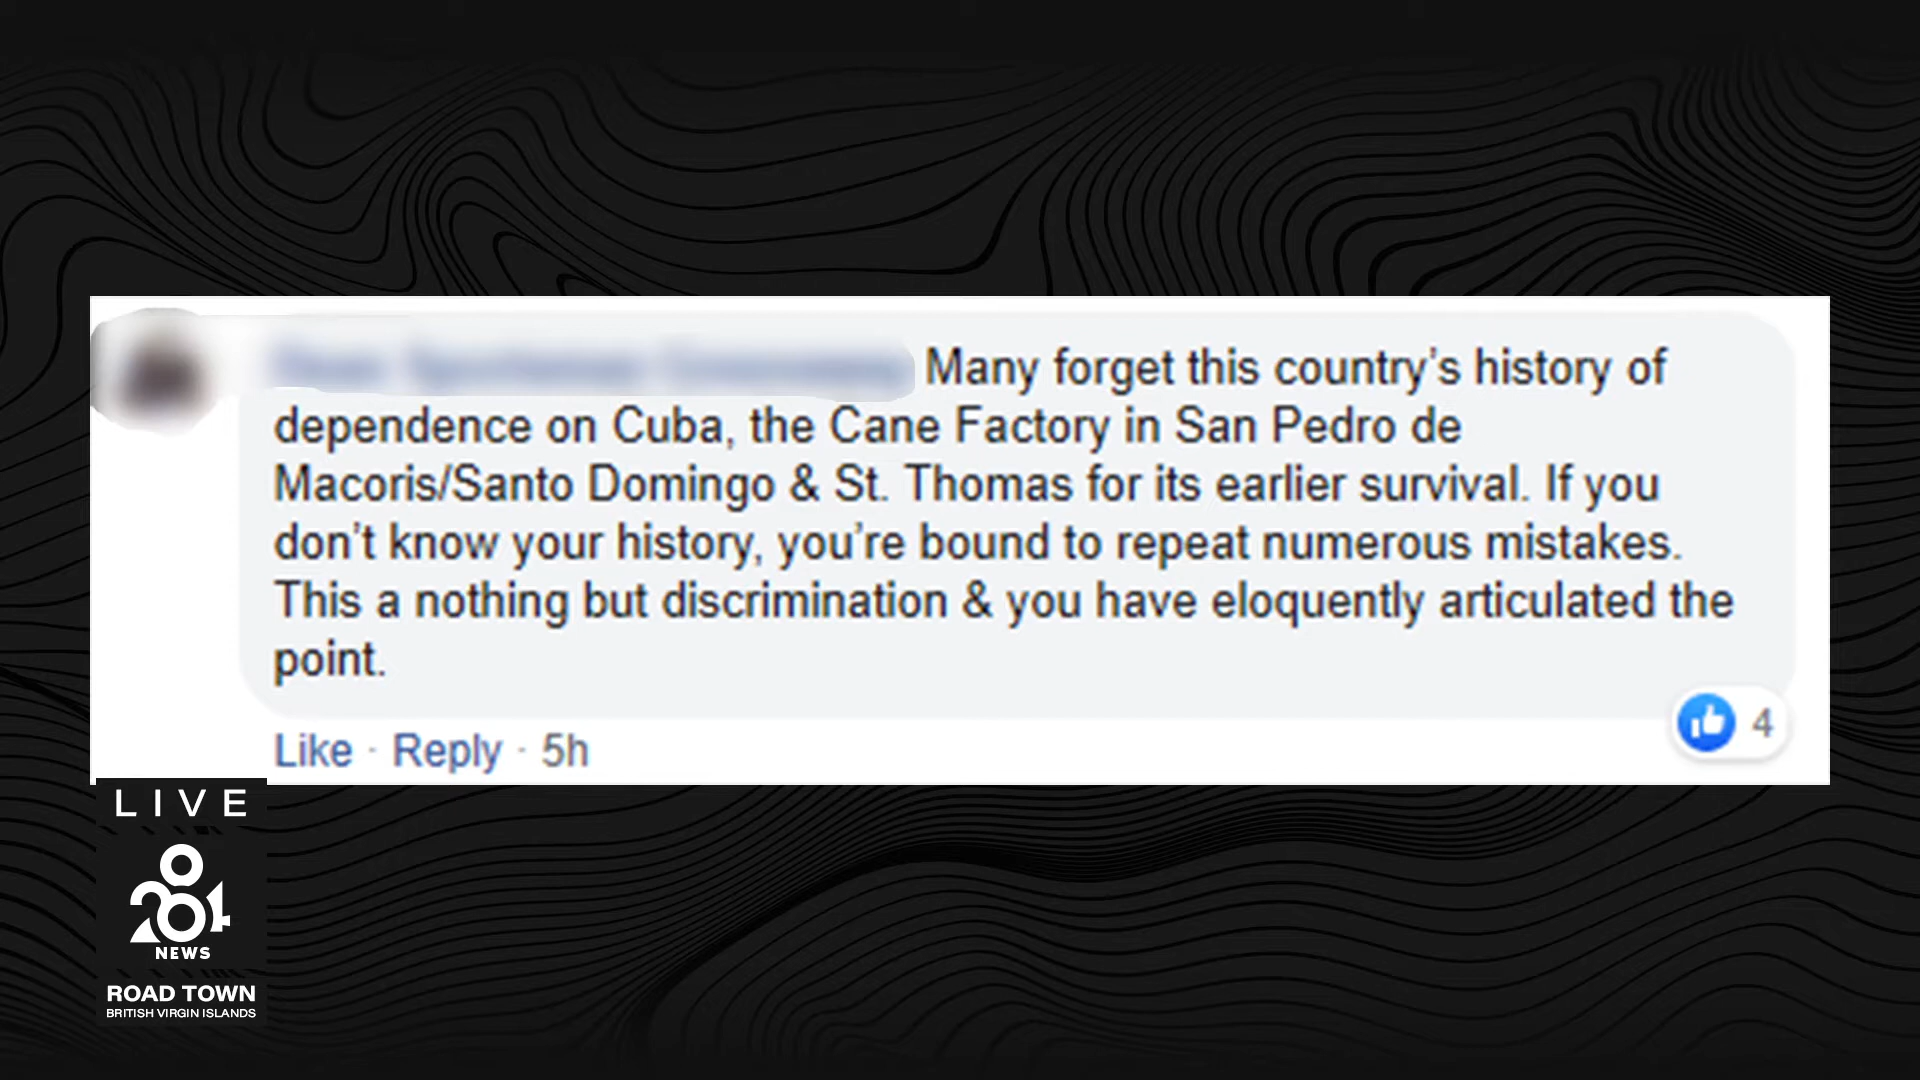 Many forget this country's history of
dependence on Cuba, the Cane Factory in San Pedro de
Macoris/Santo Domingo & St. Thomas for its earlier survival. If you
don't know your history, you're bound to repeat numerous mistakes.
This a nothing but discrimination & you have eloquently articulated the
point.
4
Like · Reply · 5h
LIVE
284
NEWS
ROAD TOWN
BRITISH VIRGIN ISLANDS